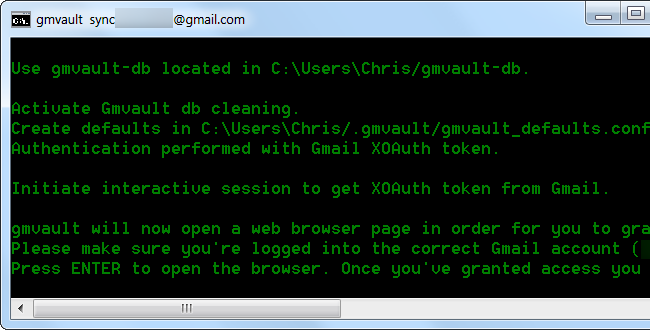 gmvault sync @gmail.com
Use gmvault-db located in C:\Users\Chris/gmvault-db.
Activate Gmvault db cleaning.
Create defaults in C:\Users\Chris/.gmvault/gmvault_defaults.conf
Authentication performed with Gmail XOAuth token.
Initiate interactive session to get XOAuth token from Gmail.
gmvault will now open a web browser page in order for you to gra
Please make sure you're logged into the correct Gmail account (
Press ENTER to open the browser. Once you've granted access you